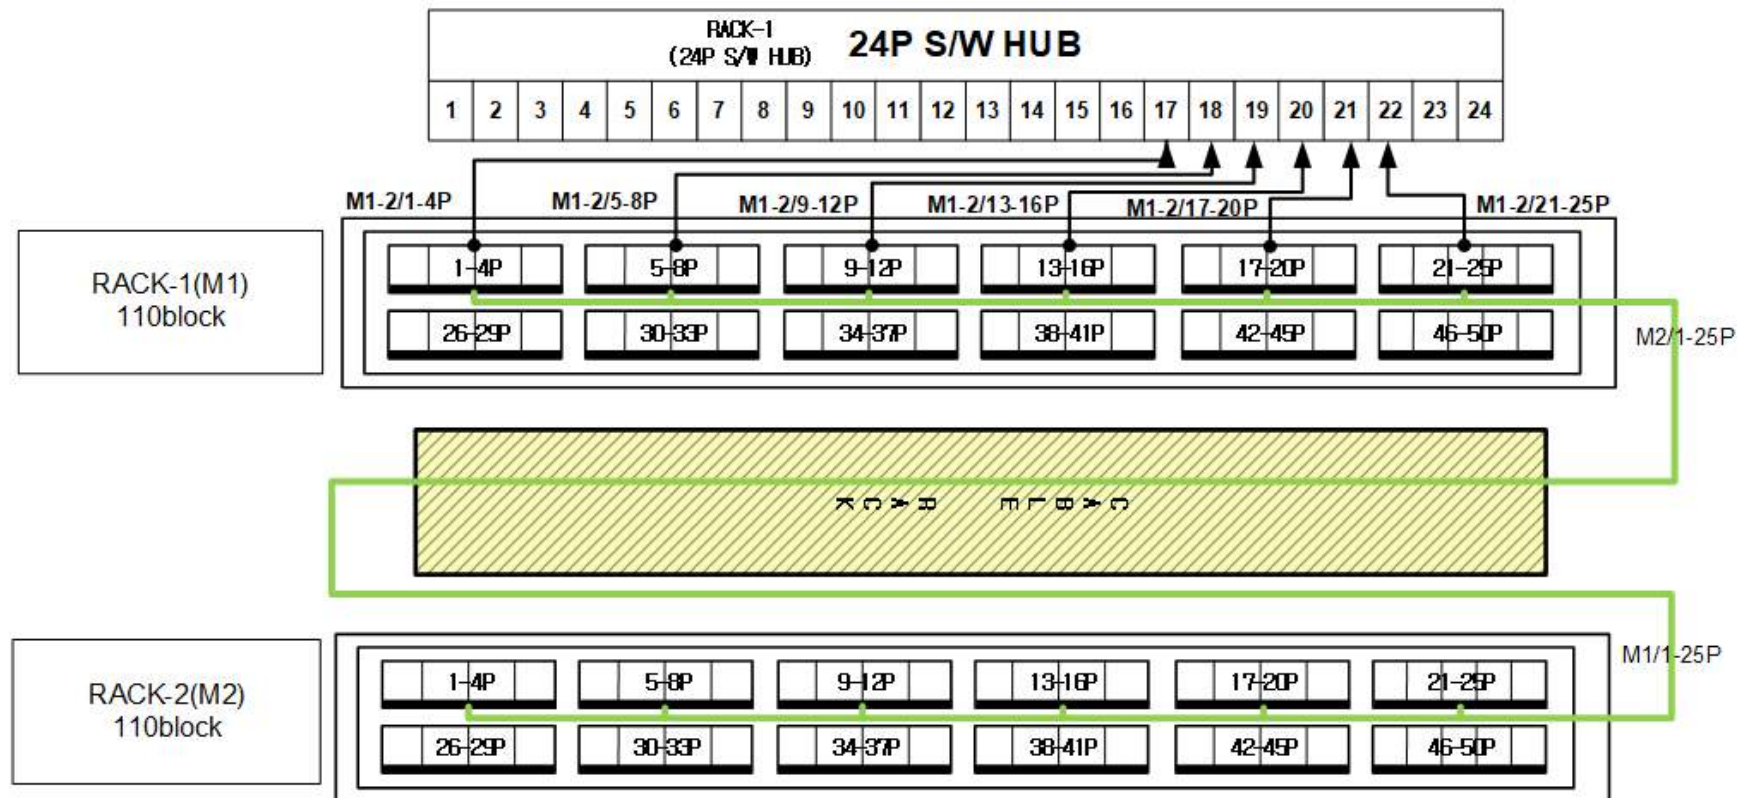 RACK-1
(24P S/W HUB)
24P S/W HUB
1 2 3 4 5 6 7 8 9 10 11 12 13 14 15 16 17 18 19 20 21 22 23 24
M1-2/1-4P M1-2/5-8P M1-2/9-12P M1-2/13-16P M1-2/17-20P M1-2/21-25P
RACK-1(M1)
110block
1-4P 5-8P 9-12P 13-16P 17-20P 21-25P
26-29P 30-33P 34-37P 38-41P 42-45P 46-50P
M2/1-25P
CABLE RACK
M1/1-25P
RACK-2(M2)
110block
1-4P 5-8P 9-12P 13-16P 17-20P 21-25P
26-29P 30-33P 34-37P 38-41P 42-45P 46-50P